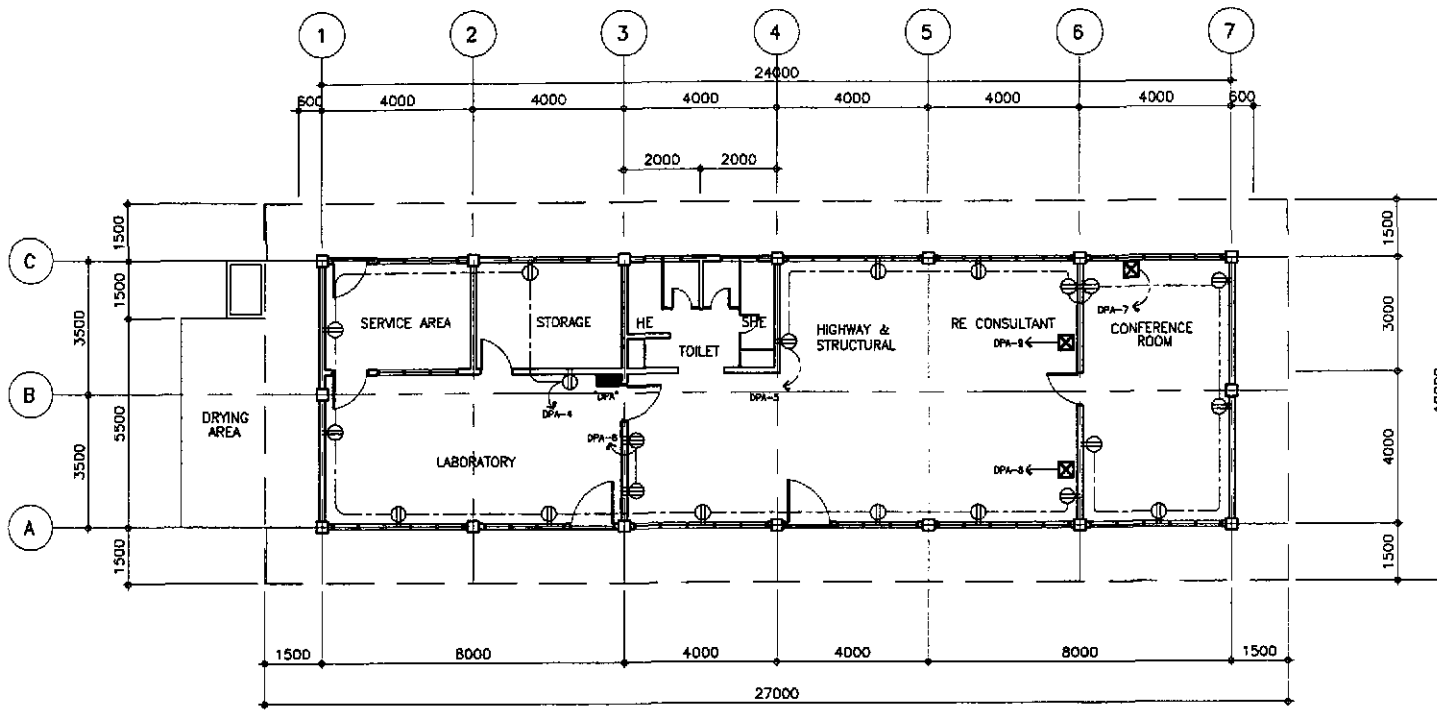 1 2 3 4 5 6 7
24000
600 4000 4000 4000 4000 4000 4000 600
2000 2000
1500
1500
C
1500
3500
3000
SERVICE AREA
STORAGE
HE
SHE
TOILET
HIGHWAY &
STRUCTURAL
RE CONSULTANT
DPA-9
DPA-7
CONFERENCE
ROOM
B
DRYING
AREA
5500
DPA-4
DPA
DPA-5
DPA-6
3500
LABORATORY
DPA-8
4000
A
1500
1500
1500 8000 4000 4000 8000 1500
27000